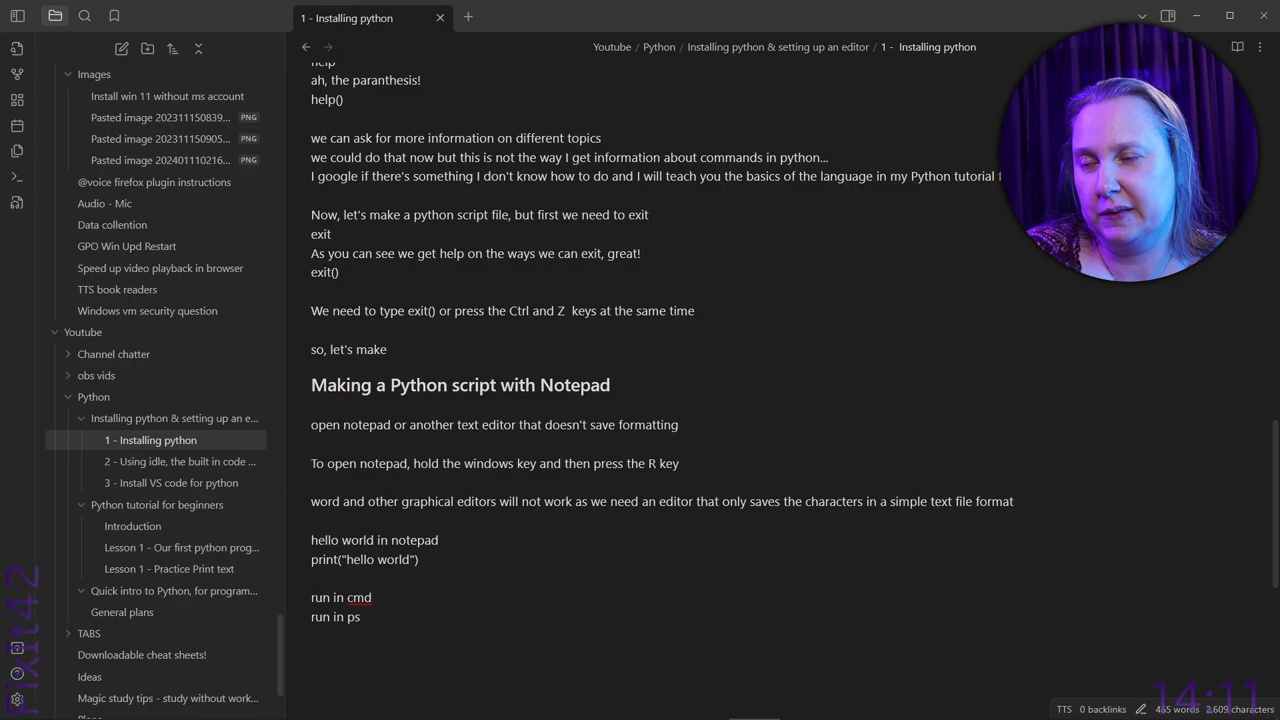 1 - Installing python
Youtube / Python / Installing python & setting up an editor / 1 - Installing python
Images
Install win 11 without ms account
Pasted image 202311150839... PNG
Pasted image 202311150905... PNG
Pasted image 202401110216... PNG
@voice firefox plugin instructions
Audio - Mic
Data collention
GPO Win Upd Restart
Speed up video playback in browser
TTS book readers
Windows vm security question
Youtube
Channel chatter
obs vids
Python
Installing python & setting up an e...
1 - Installing python
2 - Using idle, the built in code ...
3 - Install VS code for python
Python tutorial for beginners
Introduction
Lesson 1 - Our first python prog...
Lesson 1 - Practice Print text
Quick intro to Python, for program...
General plans
TABS
Downloadable cheat sheets!
Ideas
Magic study tips - study without work...
help
ah, the paranthesis!
help()
we can ask for more information on different topics
we could do that now but this is not the way I get information about commands in python...
I google if there's something I don't know how to do and I will teach you the basics of the language in my Python tutorial
Now, let's make a python script file, but first we need to exit
exit
As you can see we get help on the ways we can exit, great!
exit()
We need to type exit() or press the Ctrl and Z keys at the same time
so, let's make
Making a Python script with Notepad
open notepad or another text editor that doesn't save formatting
To open notepad, hold the windows key and then press the R key
word and other graphical editors will not work as we need an editor that only saves the characters in a simple text file format
hello world in notepad
print("hello world")
run in cmd
run in ps
Fixit42
14:11
TTS 0 backlinks 455 words 2,609 characters